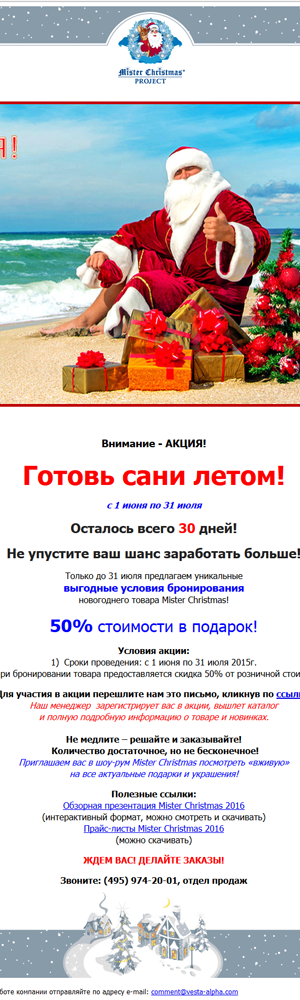 Mister Christmas®
PROJECT
А!
Внимание - АКЦИЯ!
Готовь сани летом!
с 1 июня по 31 июля
Осталось всего 30 дней!
Не упустите ваш шанс заработать больше!
Только до 31 июля предлагаем уникальные
выгодные условия бронирования
новогоднего товара Mister Christmas!
50% стоимости в подарок!
Условия акции:
1) Сроки проведения: с 1 июня по 31 июля 2015г.
ри бронировании товара предоставляется скидка 50% от розничной стои
Для участия в акции перешлите нам это письмо, кликнув по ссыл
Наш менеджер зарегистрирует вас в акции, вышлет каталог
и полную подробную информацию о товаре и новинках.
Не медлите – решайте и заказывайте!
Количество достаточное, но не бесконечное!
Приглашаем вас в шоу-рум Mister Christmas посмотреть «вживую»
на все актуальные подарки и украшения!
Полезные ссылки:
Обзорная презентация Mister Christmas 2016
(интерактивный формат, можно смотреть и скачивать)
Прайс-листы Mister Christmas 2016
(можно скачивать)
ЖДЕМ ВАС! ДЕЛАЙТЕ ЗАКАЗЫ!
Звоните: (495) 974-20-01, отдел продаж
боте компании отправляйте по адресу e-mail: comment@vesta-alpha.com